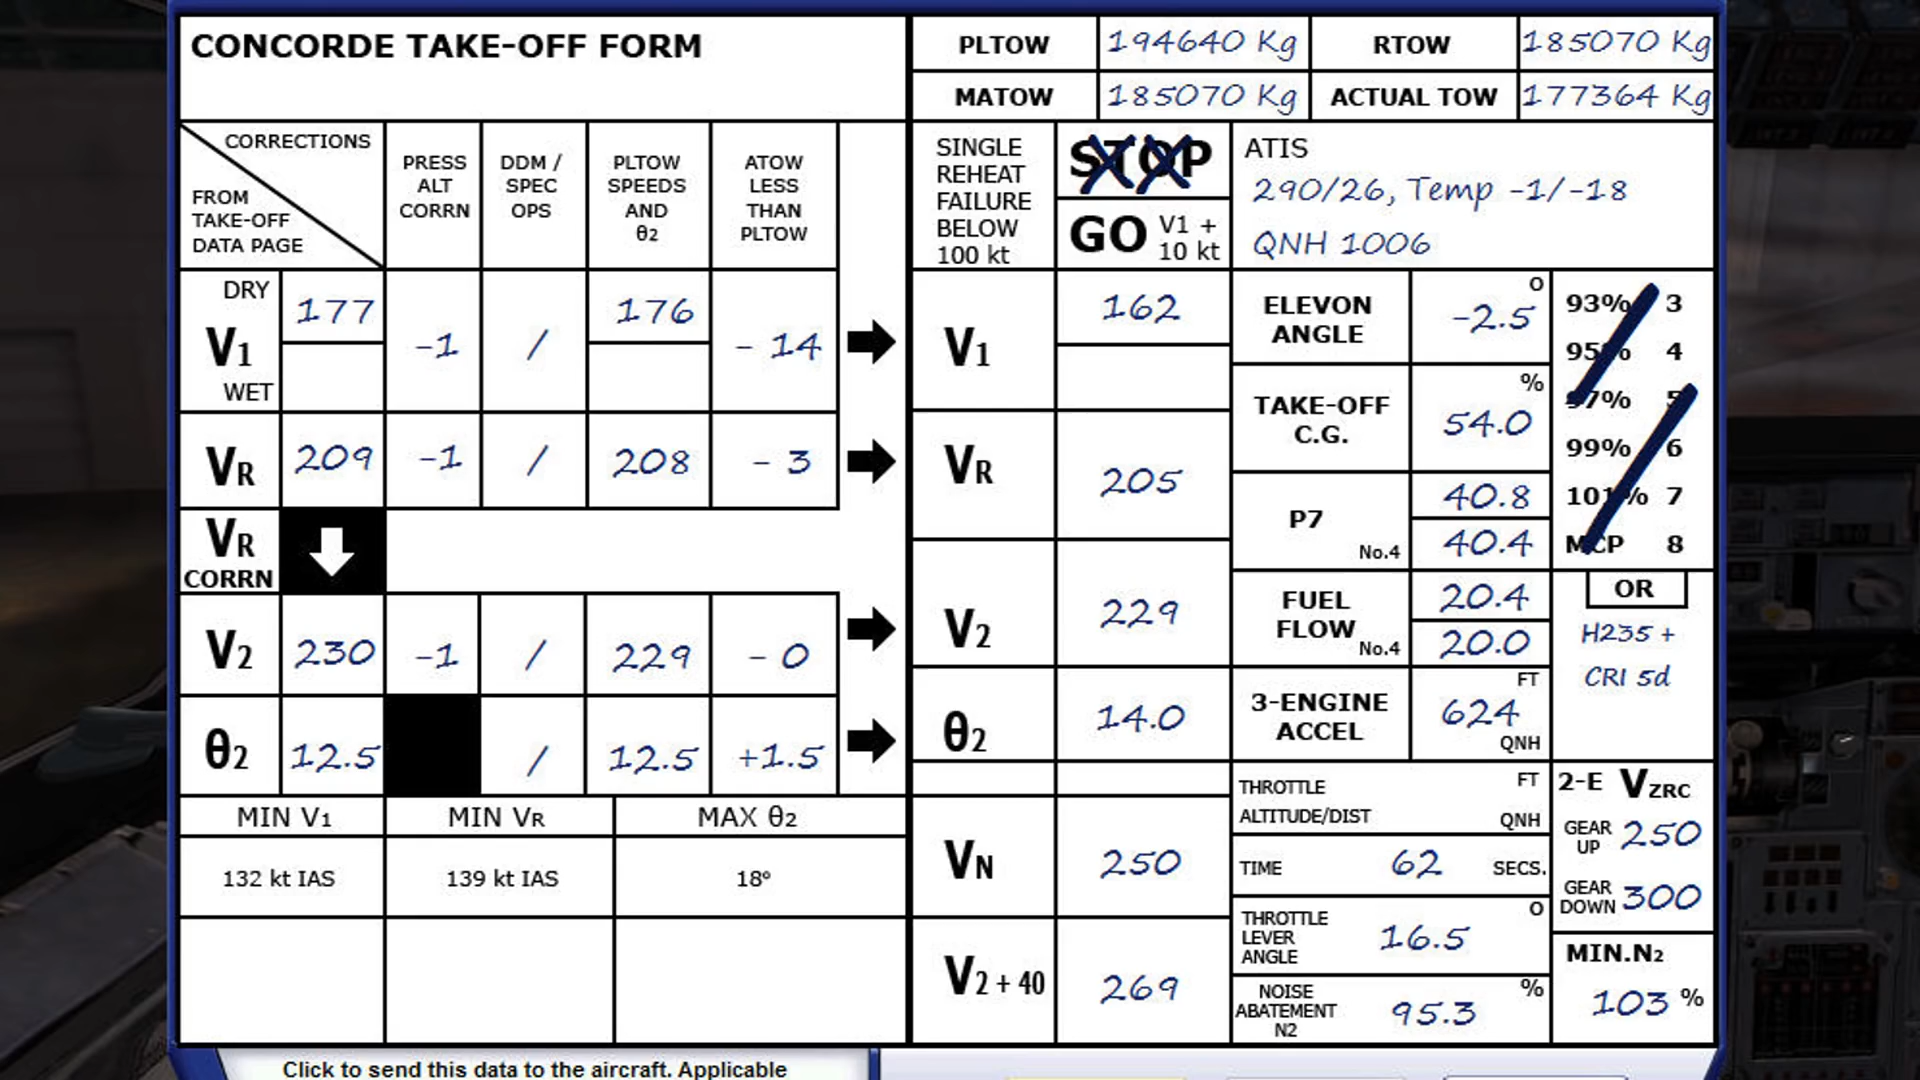 CONCORDE TAKE-OFF FORM
PLTOW 194640 Kg RTOW 185070 Kg
MATOW 185070 Kg ACTUAL TOW 177364 Kg
CORRECTIONS
FROM
TAKE-OFF
DATA PAGE
PRESS
ALT
CORRN
DDM /
SPEC
OPS
PLTOW
SPEEDS
AND
θ2
ATOW
LESS
THAN
PLTOW
DRY
V1
WET
177
-1
/
176
- 14
VR 209 -1 / 208 - 3
VR
CORRN
V2 230 -1 / 229 - 0
θ2 12.5 / 12.5 +1.5
MIN V1 MIN VR MAX θ2
132 kt IAS 139 kt IAS 18º
SINGLE
REHEAT
FAILURE
BELOW
100 kt
STOP
GO V1 +
10 kt
V1 162
VR 205
V2 229
θ2 14.0
VN 250
V2 + 40 269
ATIS
290/26, Temp -1/-18
QNH 1006
ELEVON
ANGLE
-2.5 O
TAKE-OFF
C.G.
54.0 %
P7
No.4
40.8
40.4
FUEL
FLOW
No.4
20.4
20.0
3-ENGINE
ACCEL
FT
624
QNH
THROTTLE
ALTITUDE/DIST
FT
QNH
TIME 62 SECS.
THROTTLE
LEVER
ANGLE
16.5 O
NOISE
ABATEMENT
N2
95.3 %
93% 3
95% 4
97% 5
99% 6
101% 7
MCP 8
OR
H235 +
CRI 5d
2-E VZRC
GEAR
UP
250
GEAR
DOWN
300
MIN.N2
103 %
Click to send this data to the aircraft. Applicable